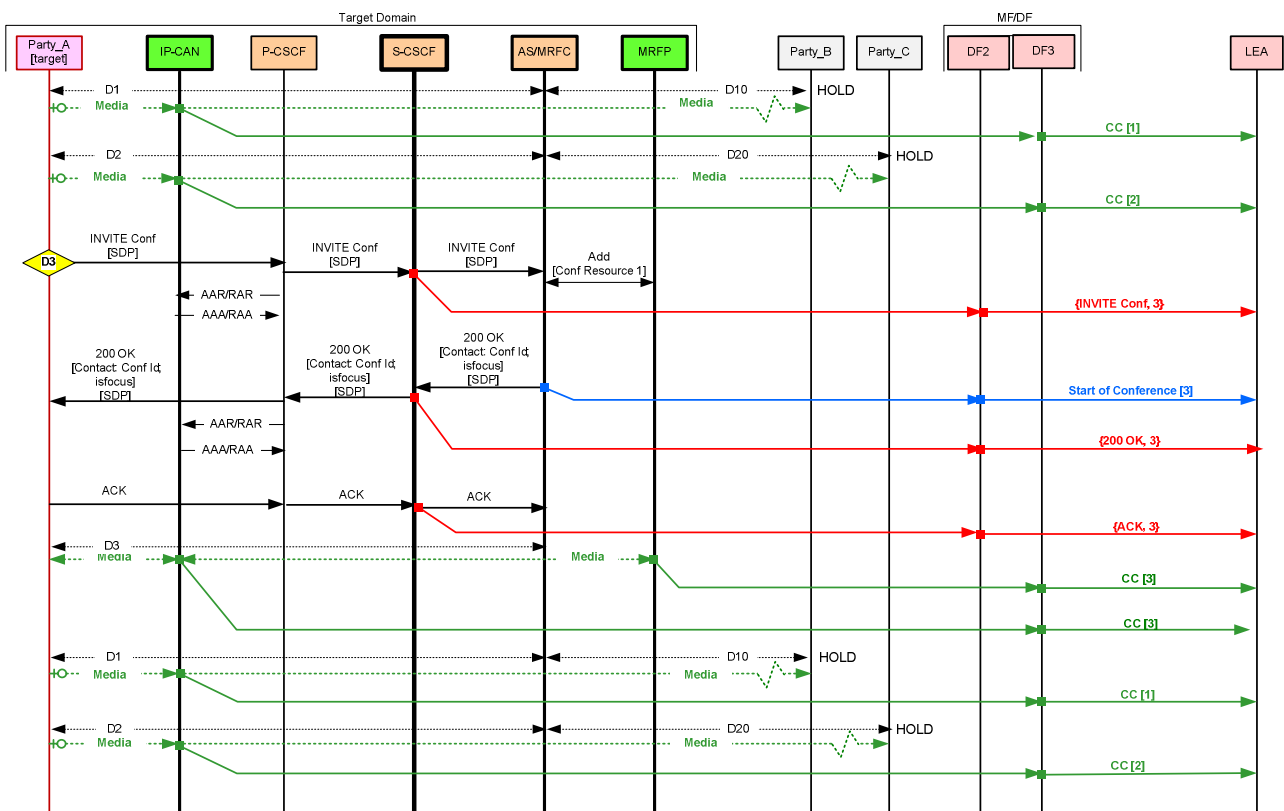 Target Domain
MF/DF
Party_A
[target]
IP-CAN
P-CSCF
S-CSCF
AS/MRFC
MRFP
Party_B
Party_C
DF2
DF3
LEA
D1
D10
HOLD
Media
Media
CC [1]
D2
D20
HOLD
Media
Media
CC [2]
D3
INVITE Conf
[SDP]
INVITE Conf
[SDP]
INVITE Conf
[SDP]
Add
[Conf Resource 1]
AAR/RAR
AAA/RAA
{INVITE Conf, 3}
200 OK
[Contact: Conf Id;
isfocus]
[SDP]
200 OK
[Contact: Conf Id;
isfocus]
[SDP]
200 OK
[Contact: Conf Id;
isfocus]
[SDP]
Start of Conference [3]
AAR/RAR
AAA/RAA
{200 OK, 3}
ACK
ACK
ACK
{ACK, 3}
D3
Media
Media
CC [3]
CC [3]
D1
D10
HOLD
Media
Media
CC [1]
D2
D20
HOLD
Media
Media
CC [2]